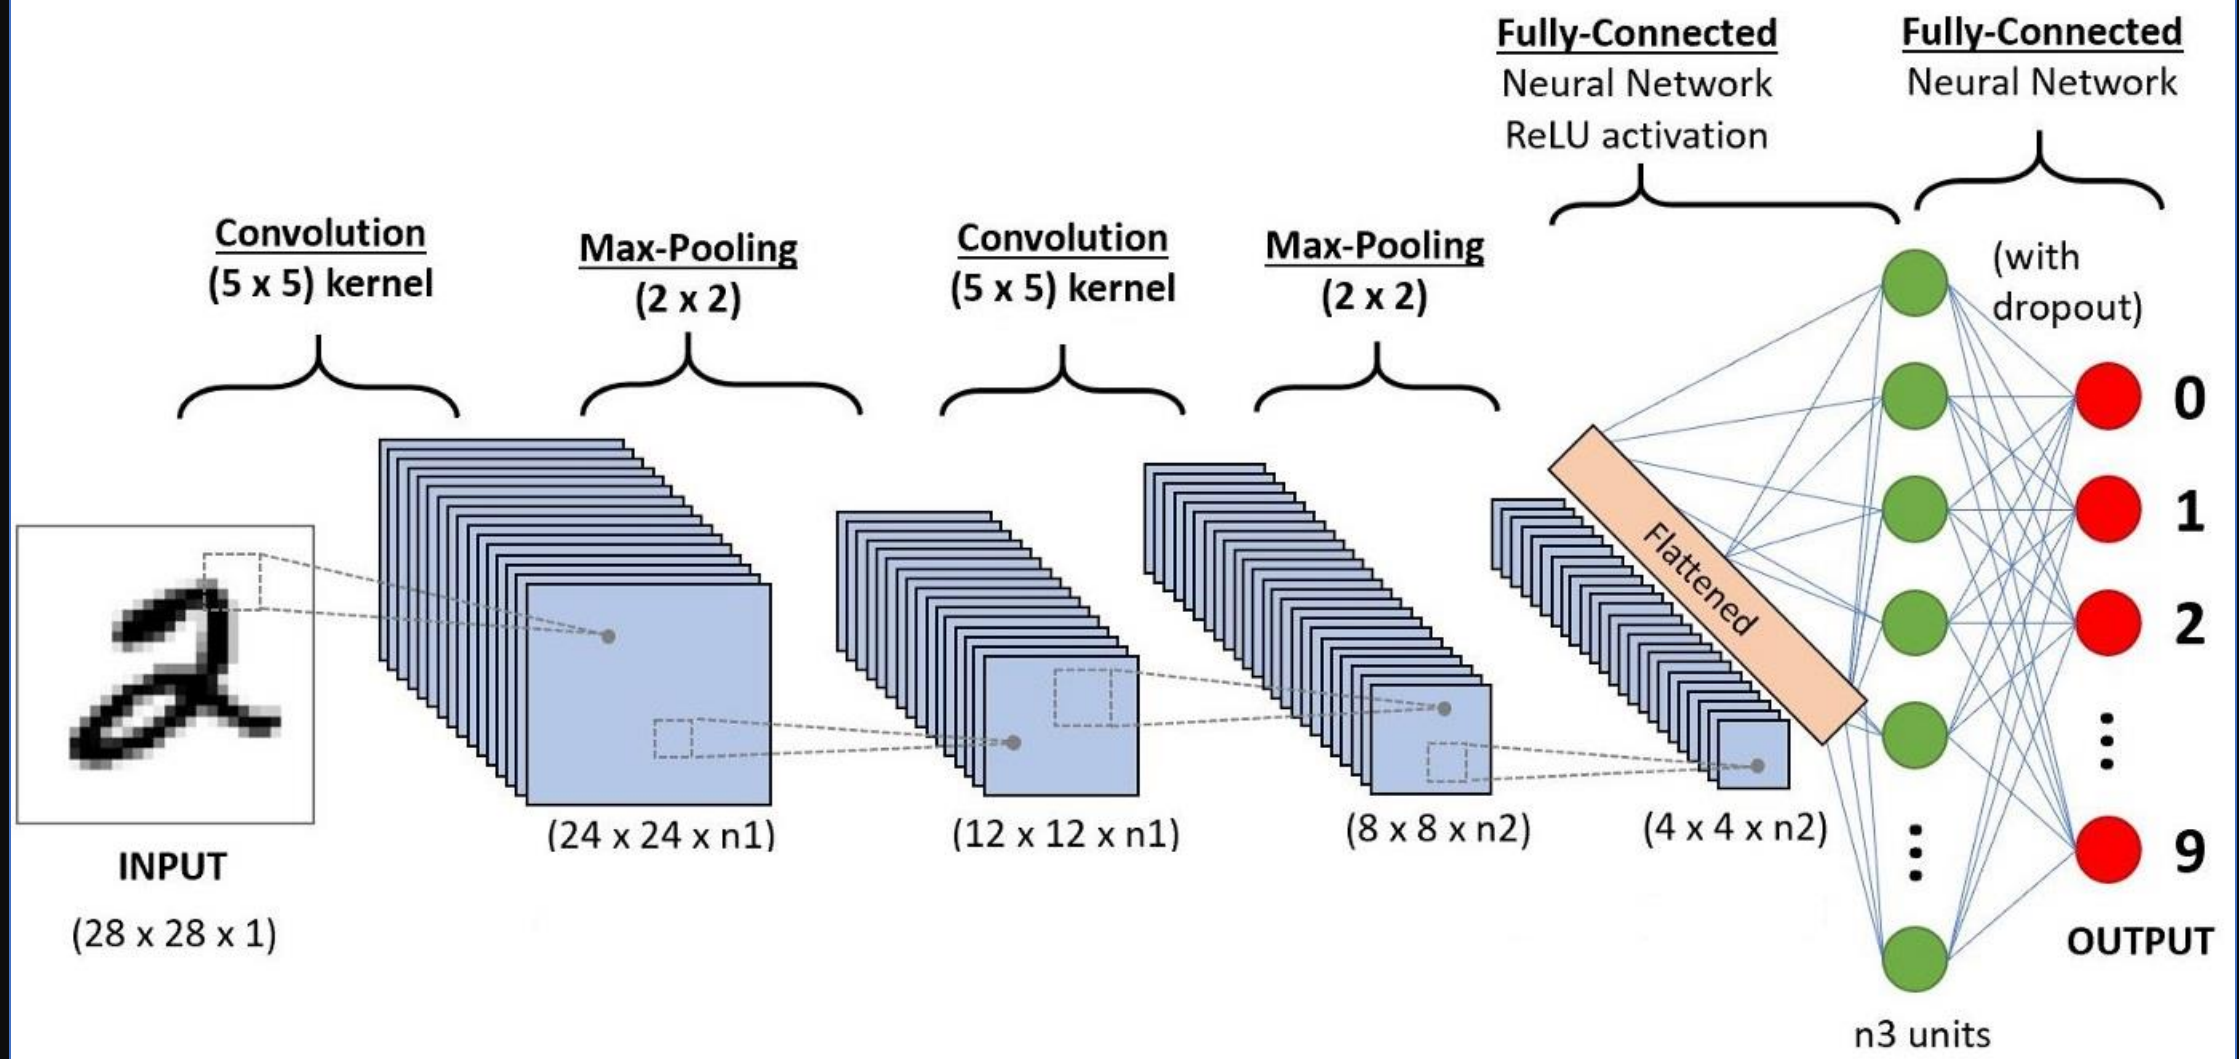 Fully-Connected
Neural Network
ReLU activation
Fully-Connected
Neural Network
(with
dropout)
Convolution
(5 x 5) kernel
Max-Pooling
(2 x 2)
Convolution
(5 x 5) kernel
Max-Pooling
(2 x 2)
INPUT
(28 x 28 x 1)
(24 x 24 x n1)
(12 x 12 x n1)
(8 x 8 x n2)
(4 x 4 x n2)
Flattened
n3 units
0
1
2
9
OUTPUT